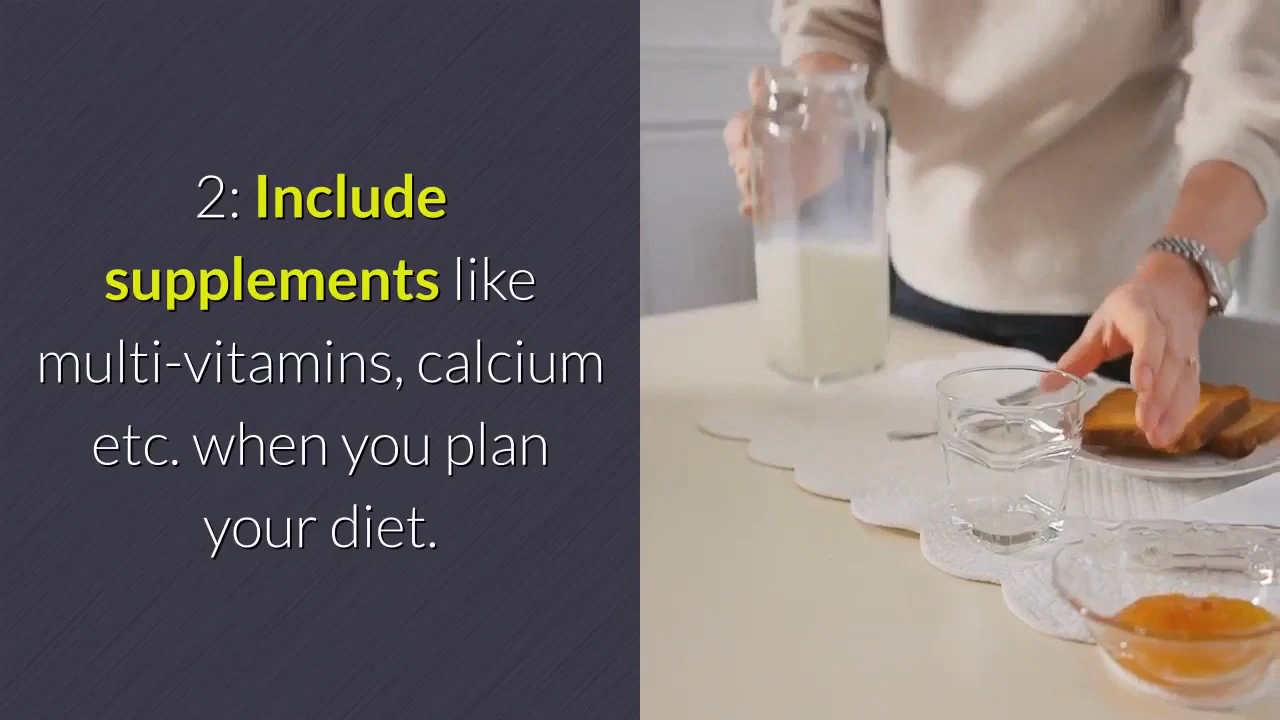 2: Include
supplements like
multi-vitamins, calcium
etc. when you plan
your diet.